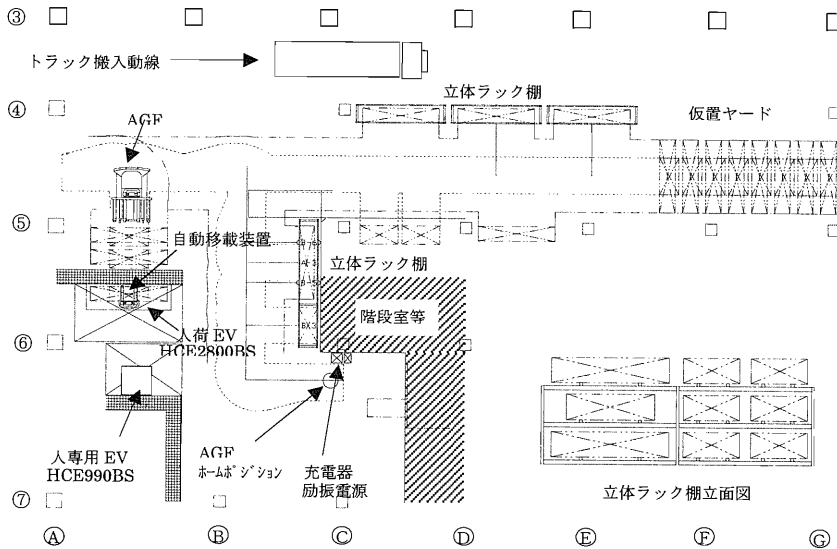 ③
トラック搬入動線
立体ラック棚
④
仮置ヤード
AGF
⑤
自動移載装置
立体ラック棚
階段室等
人荷 EV
HCE2800BS
⑥
BX3
人専用 EV
HCE990BS
AGF
ホームポジション
充電器
励振電源
立体ラック棚立面図
⑦
Ⓐ
Ⓑ
Ⓒ
Ⓓ
Ⓔ
Ⓕ
Ⓖ